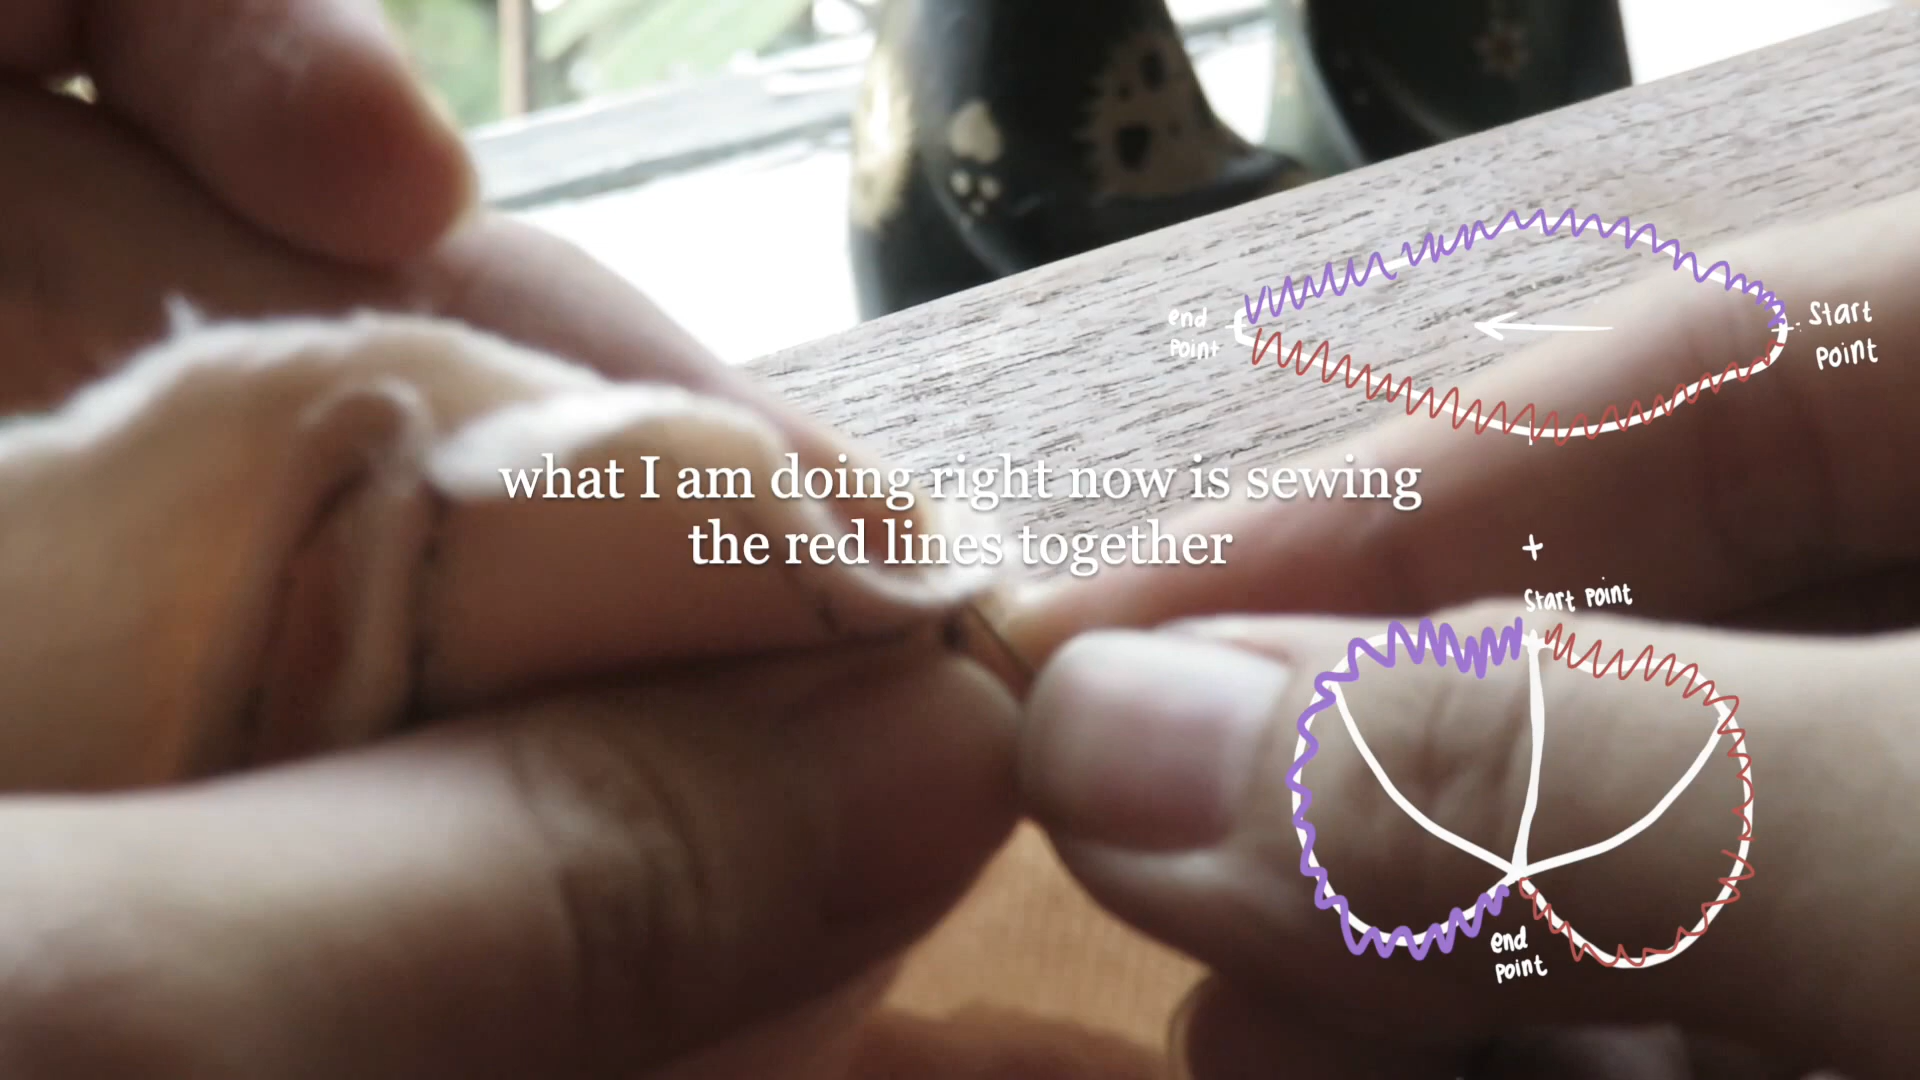 end
point
Start
point
what I am doing right now is sewing
the red lines together
+
Start point
end
point